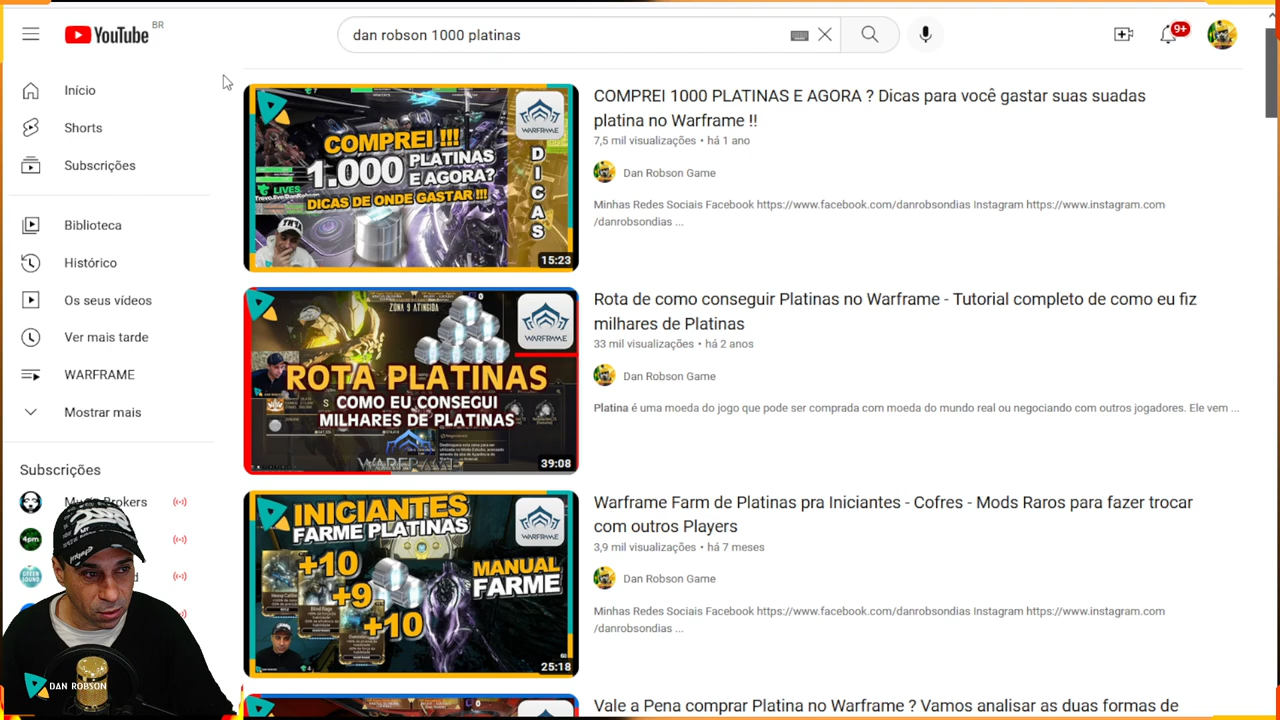 YouTube BR
dan robson 1000 platinas
9+
Início
Shorts
Subscrições
Biblioteca
Histórico
Os seus vídeos
Ver mais tarde
WARFRAME
Mostrar mais
Subscrições
4pm
GREEN SOUND
DAN ROBSON
COMPREI !!!
1.000 PLATINAS
E AGORA?
LIVES
DICAS DE ONDE GASTAR !!!
WARFRAME
DICAS
15:23
COMPREI 1000 PLATINAS E AGORA ? Dicas para você gastar suas suadas
platina no Warframe !!
7,5 mil visualizações • há 1 ano
Dan Robson Game
Minhas Redes Sociais Facebook https://www.facebook.com/danrobsondias Instagram https://www.instagram.com
/danrobsondias ...
ZONA 9 ATINGIDA
WARFRAME
ROTA PLATINAS
COMO EU CONSEGUI
MILHARES DE PLATINAS
WARFRAME
39:08
Rota de como conseguir Platinas no Warframe - Tutorial completo de como eu fiz
milhares de Platinas
33 mil visualizações • há 2 anos
Dan Robson Game
Platina é uma moeda do jogo que pode ser comprada com moeda do mundo real ou negociando com outros jogadores. Ele vem ...
INICIANTES
FARME PLATINAS
WARFRAME
+10
+9
+10
MANUAL
FARME
25:18
Warframe Farm de Platinas pra Iniciantes - Cofres - Mods Raros para fazer trocar
com outros Players
3,9 mil visualizações • há 7 meses
Dan Robson Game
Minhas Redes Sociais Facebook https://www.facebook.com/danrobsondias Instagram https://www.instagram.com
/danrobsondias ...
Vale a Pena comprar Platina no Warframe ? Vamos analisar as duas formas de